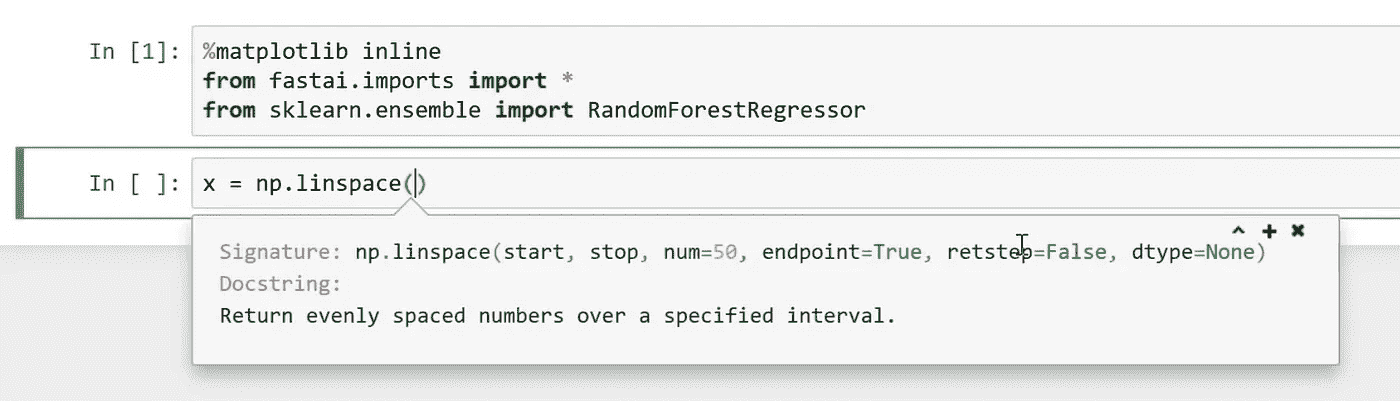 In [1]: %matplotlib inline
from fastai.imports import *
from sklearn.ensemble import RandomForestRegressor
In [ ]: x = np.linspace()
Signature: np.linspace(start, stop, num=50, endpoint=True, retstep=False, dtype=None)
Docstring:
Return evenly spaced numbers over a specified interval.